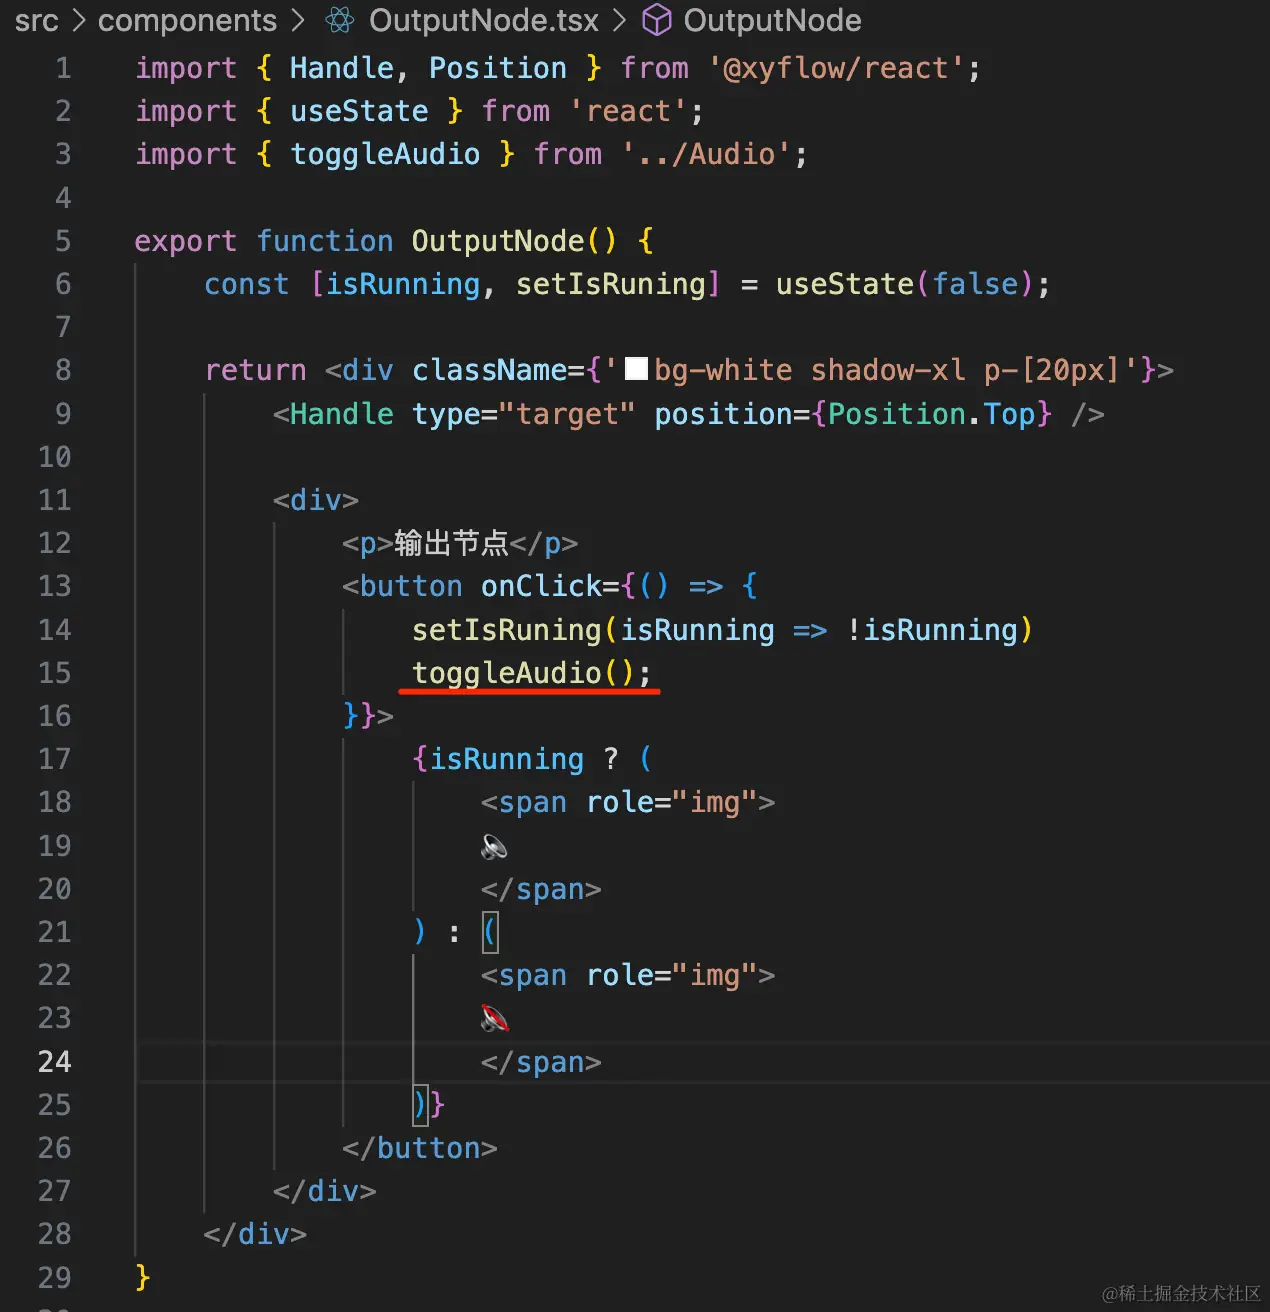 src > components > OutputNode.tsx > OutputNode
1 import { Handle, Position } from '@xyflow/react';
2 import { useState } from 'react';
3 import { toggleAudio } from '../Audio';
4
5 export function OutputNode() {
6     const [isRunning, setIsRuning] = useState(false);
7
8     return <div className={'bg-white shadow-xl p-[20px]'}>
9         <Handle type="target" position={Position.Top} />
10
11         <div>
12             <p>输出节点</p>
13             <button onClick={() => {
14                 setIsRuning(isRunning => !isRunning)
15                 toggleAudio();
16             }}>
17                 {isRunning ? (
18                     <span role="img">
19                     🔈
20                     </span>
21                 ) : (
22                     <span role="img">
23                     🔇
24                     </span>
25                 )}
26             </button>
27         </div>
28     </div>
29 }
@稀土掘金技术社区